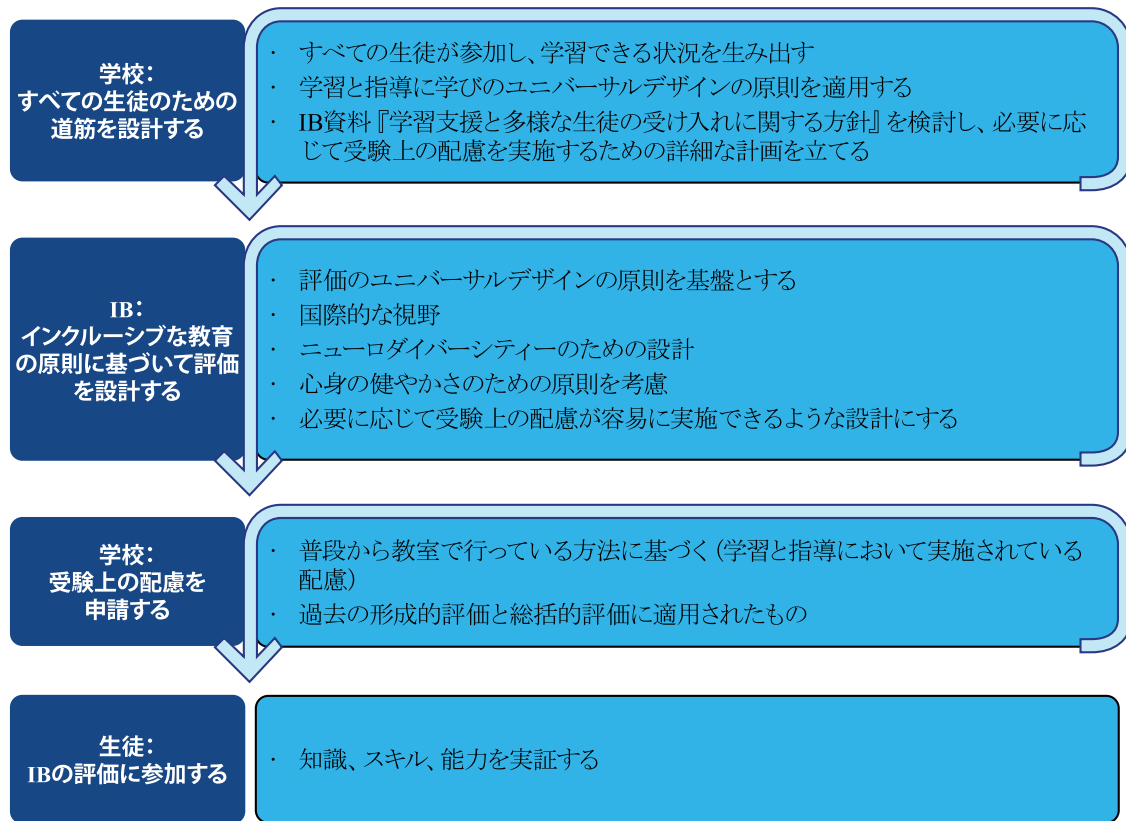 学校：
すべての生徒のための
道筋を設計する
· すべての生徒が参加し、学習できる状況を生み出す
· 学習と指導に学びのユニバーサルデザインの原則を適用する
· IB資料『学習支援と多様な生徒の受け入れに関する方針』を検討し、必要に応
じて受験上の配慮を実施するための詳細な計画を立てる
IB：
インクルーシブな教育
の原則に基づいて評価
を設計する
· 評価のユニバーサルデザインの原則を基盤とする
· 国際的な視野
· ニューロダイバーシティーのための設計
· 心身の健やかさのための原則を考慮
· 必要に応じて受験上の配慮が容易に実施できるような設計にする
学校：
受験上の配慮を
申請する
· 普段から教室で行っている方法に基づく（学習と指導において実施されている
配慮）
· 過去の形成的評価と総括的評価に適用されたもの
生徒：
IBの評価に参加する
· 知識、スキル、能力を実証する